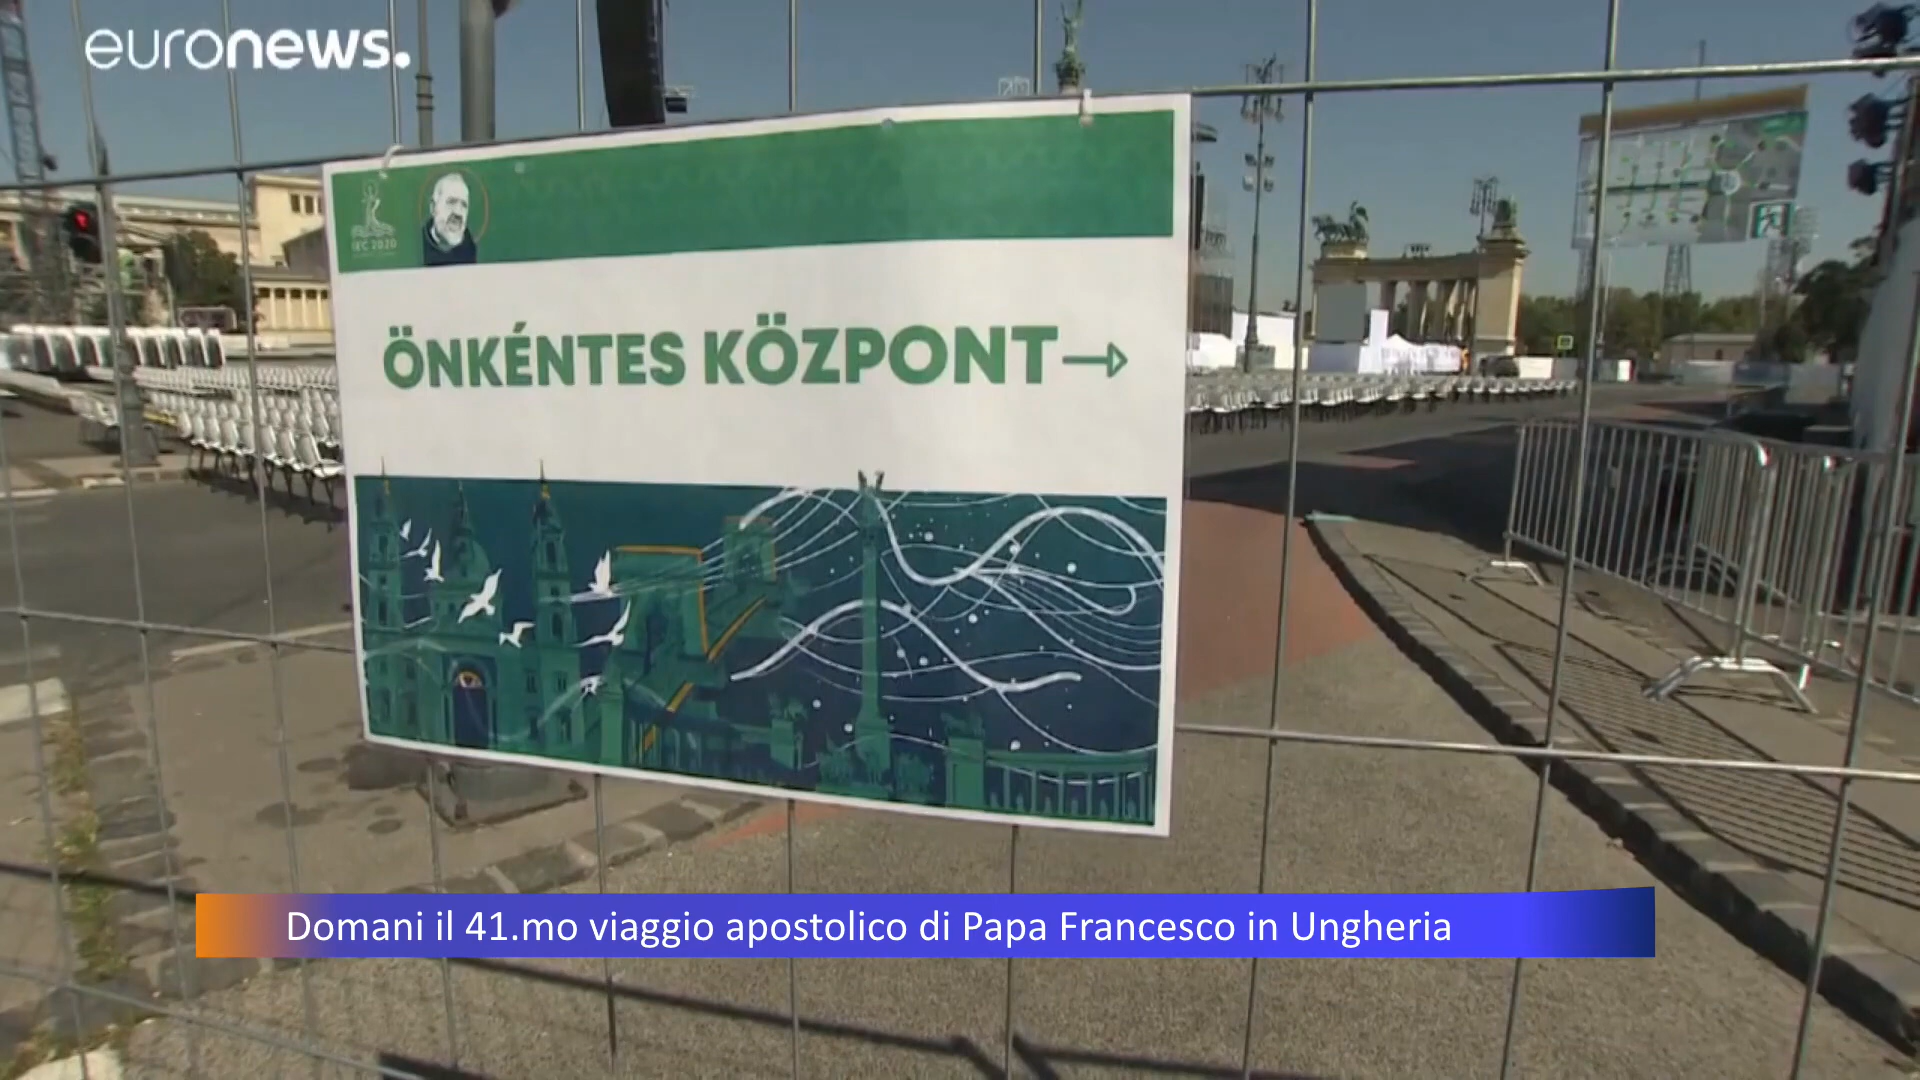 euronews.
IEC 2020
ÖNKÉNTES KÖZPONT
Domani il 41.mo viaggio apostolico di Papa Francesco in Ungheria